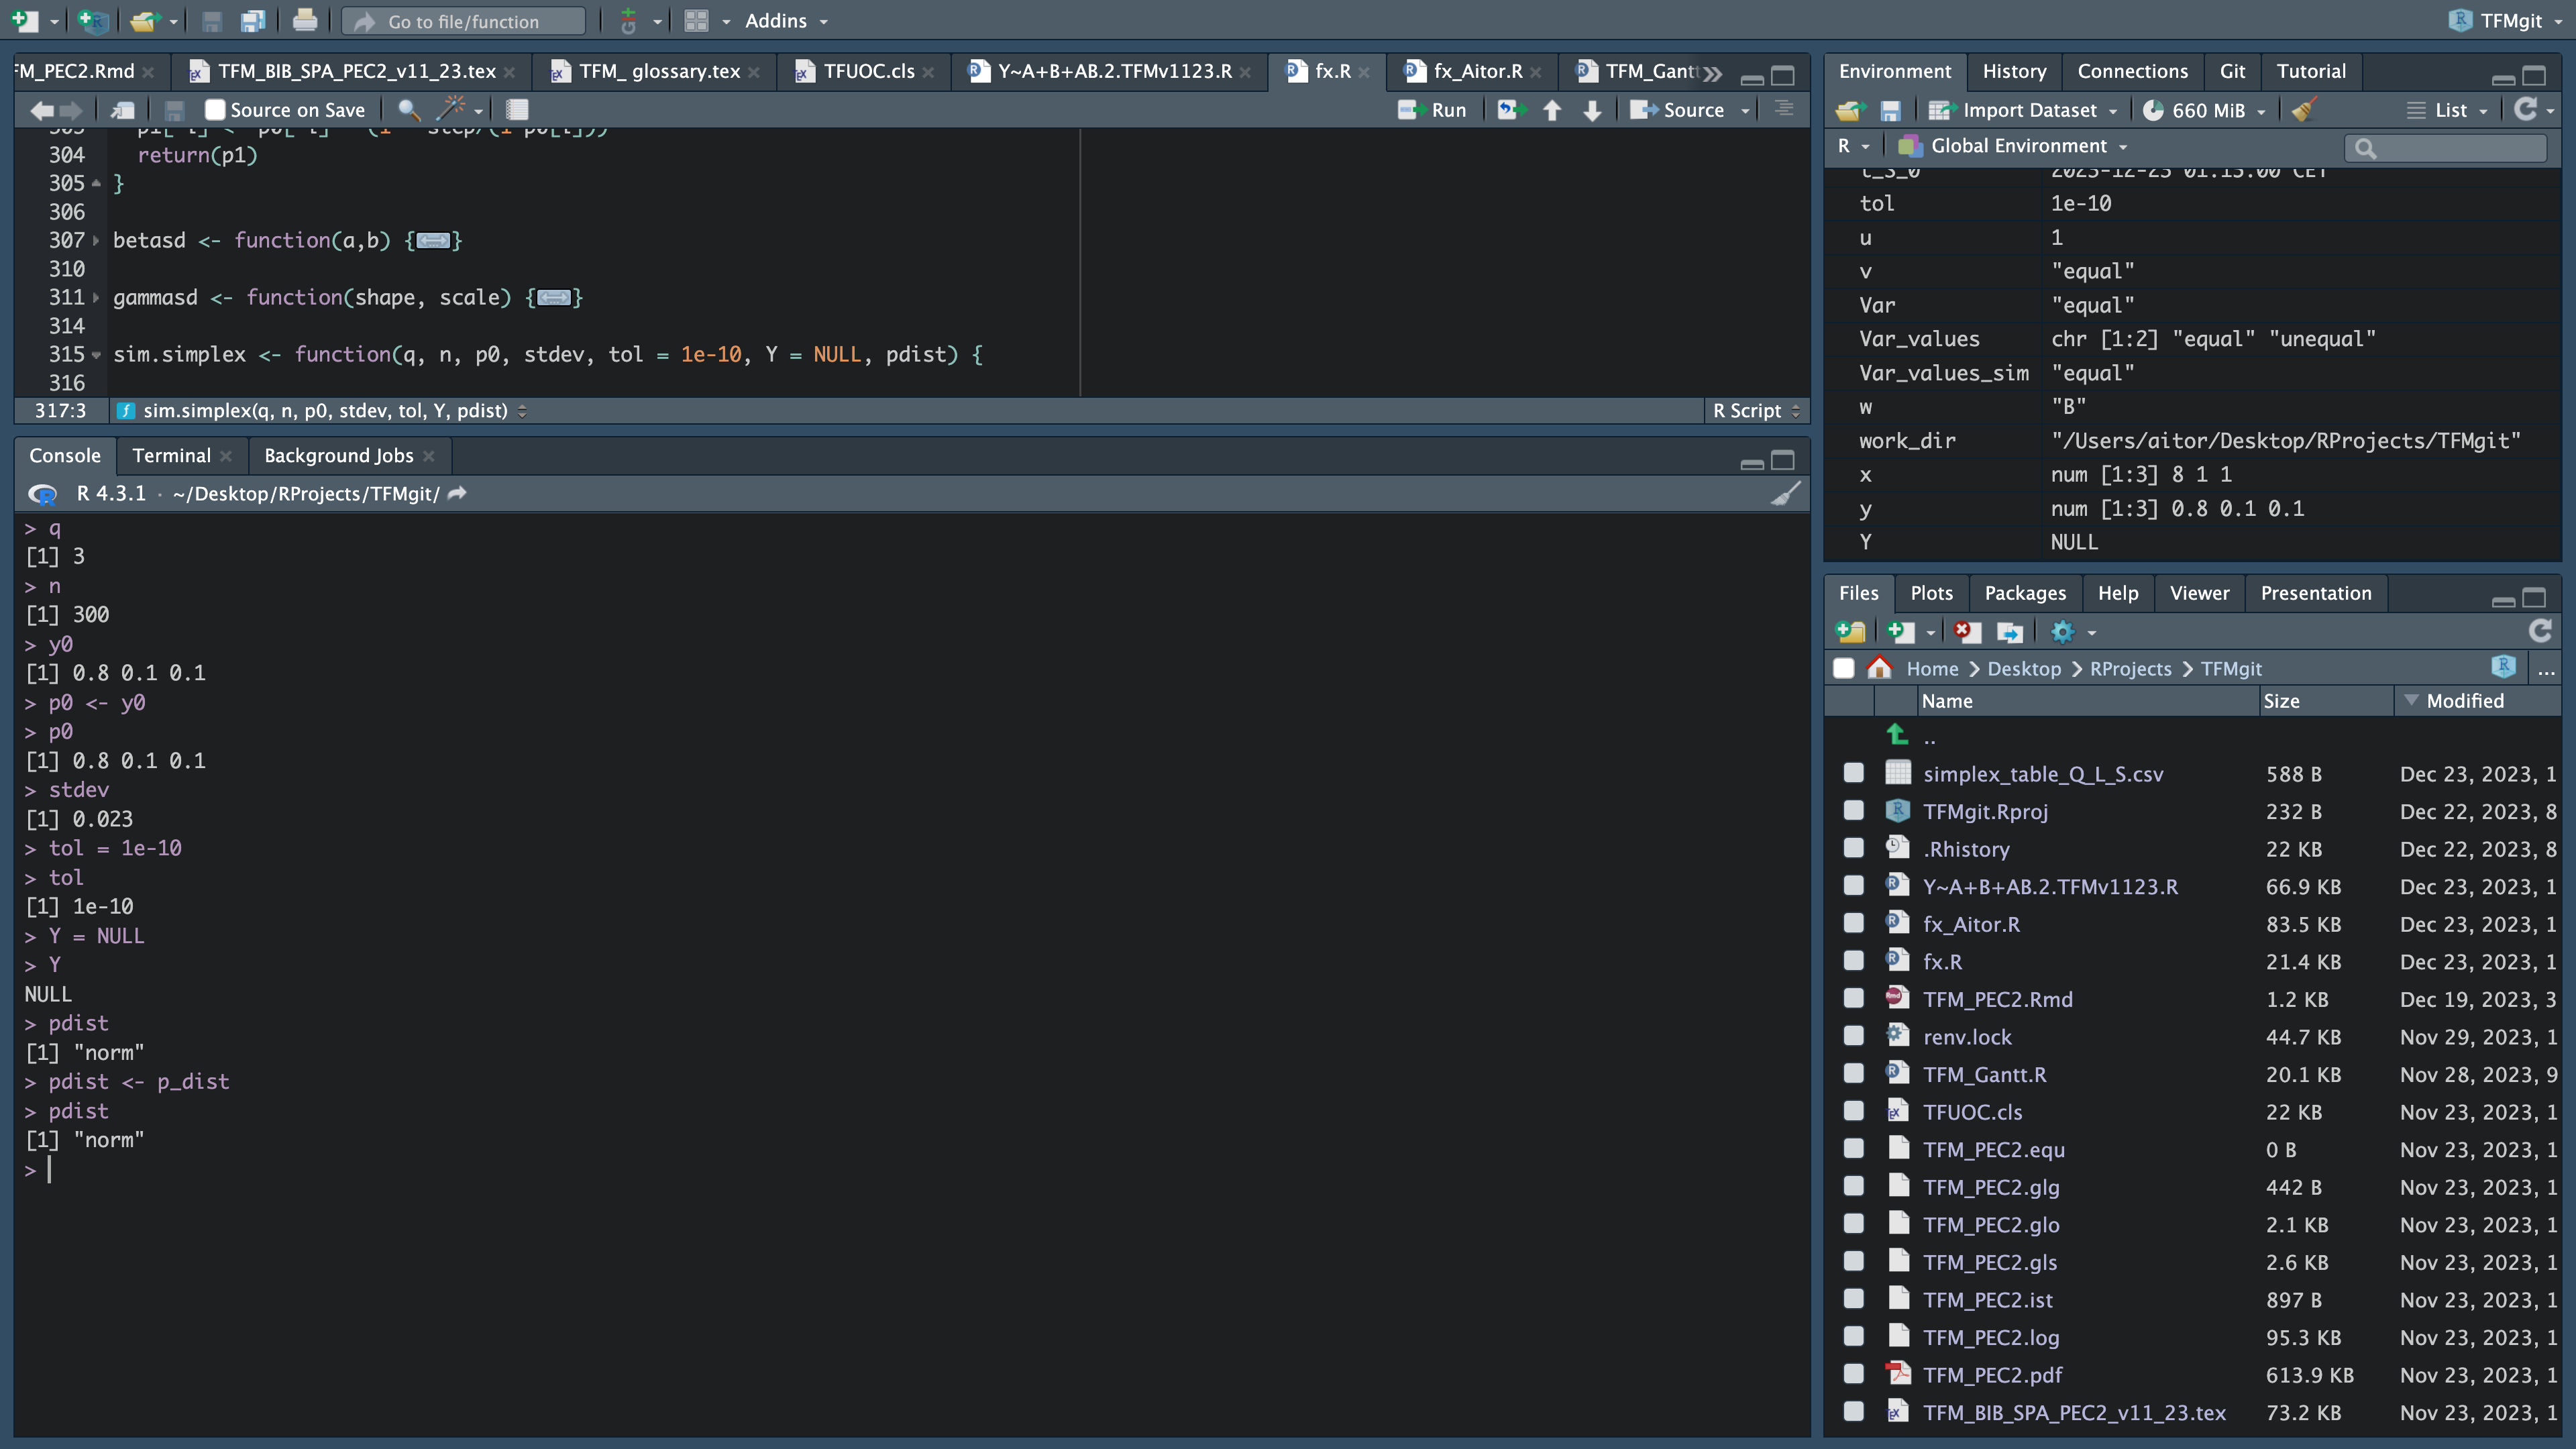 Go to file/function
Addins
TFMgit
FM_PEC2.Rmd
TFM_BIB_SPA_PEC2_v11_23.tex
TFM_ glossary.tex
TFUOC.cls
Y~A+B+AB.2.TFMv1123.R
fx.R
fx_Aitor.R
TFM_Gantt
Source on Save
Run
Source
304 return(p1)
305 }
306
307 betasd <- function(a,b) {}
310
311 gammasd <- function(shape, scale) {}
314
315 sim.simplex <- function(q, n, p0, stdev, tol = 1e-10, Y = NULL, pdist) {
316
317:3 sim.simplex(q, n, p0, stdev, tol, Y, pdist)
R Script
Console
Terminal
Background Jobs
R 4.3.1 · ~/Desktop/RProjects/TFMgit/
> q
[1] 3
> n
[1] 300
> y0
[1] 0.8 0.1 0.1
> p0 <- y0
> p0
[1] 0.8 0.1 0.1
> stdev
[1] 0.023
> tol = 1e-10
> tol
[1] 1e-10
> Y = NULL
> Y
NULL
> pdist
[1] "norm"
> pdist <- p_dist
> pdist
[1] "norm"
>
Environment
History
Connections
Git
Tutorial
Import Dataset
660 MiB
List
R
Global Environment
t_S_0 2023-12-23 01:13:00 CET
tol 1e-10
u 1
v "equal"
Var "equal"
Var_values chr [1:2] "equal" "unequal"
Var_values_sim "equal"
w "B"
work_dir "/Users/aitor/Desktop/RProjects/TFMgit"
x num [1:3] 8 1 1
y num [1:3] 0.8 0.1 0.1
Y NULL
Files
Plots
Packages
Help
Viewer
Presentation
Home > Desktop > RProjects > TFMgit
...
Name Size Modified
..
simplex_table_Q_L_S.csv 588 B Dec 23, 2023, 1
TFMgit.Rproj 232 B Dec 22, 2023, 8
.Rhistory 22 KB Dec 22, 2023, 8
Y~A+B+AB.2.TFMv1123.R 66.9 KB Dec 23, 2023, 1
fx_Aitor.R 83.5 KB Dec 23, 2023, 1
fx.R 21.4 KB Dec 23, 2023, 1
TFM_PEC2.Rmd 1.2 KB Dec 19, 2023, 3
renv.lock 44.7 KB Nov 29, 2023, 1
TFM_Gantt.R 20.1 KB Nov 28, 2023, 9
TFUOC.cls 22 KB Nov 23, 2023, 1
TFM_PEC2.equ 0 B Nov 23, 2023, 1
TFM_PEC2.glg 442 B Nov 23, 2023, 1
TFM_PEC2.glo 2.1 KB Nov 23, 2023, 1
TFM_PEC2.gls 2.6 KB Nov 23, 2023, 1
TFM_PEC2.ist 897 B Nov 23, 2023, 1
TFM_PEC2.log 95.3 KB Nov 23, 2023, 1
TFM_PEC2.pdf 613.9 KB Nov 23, 2023, 1
TFM_BIB_SPA_PEC2_v11_23.tex 73.2 KB Nov 23, 2023, 1